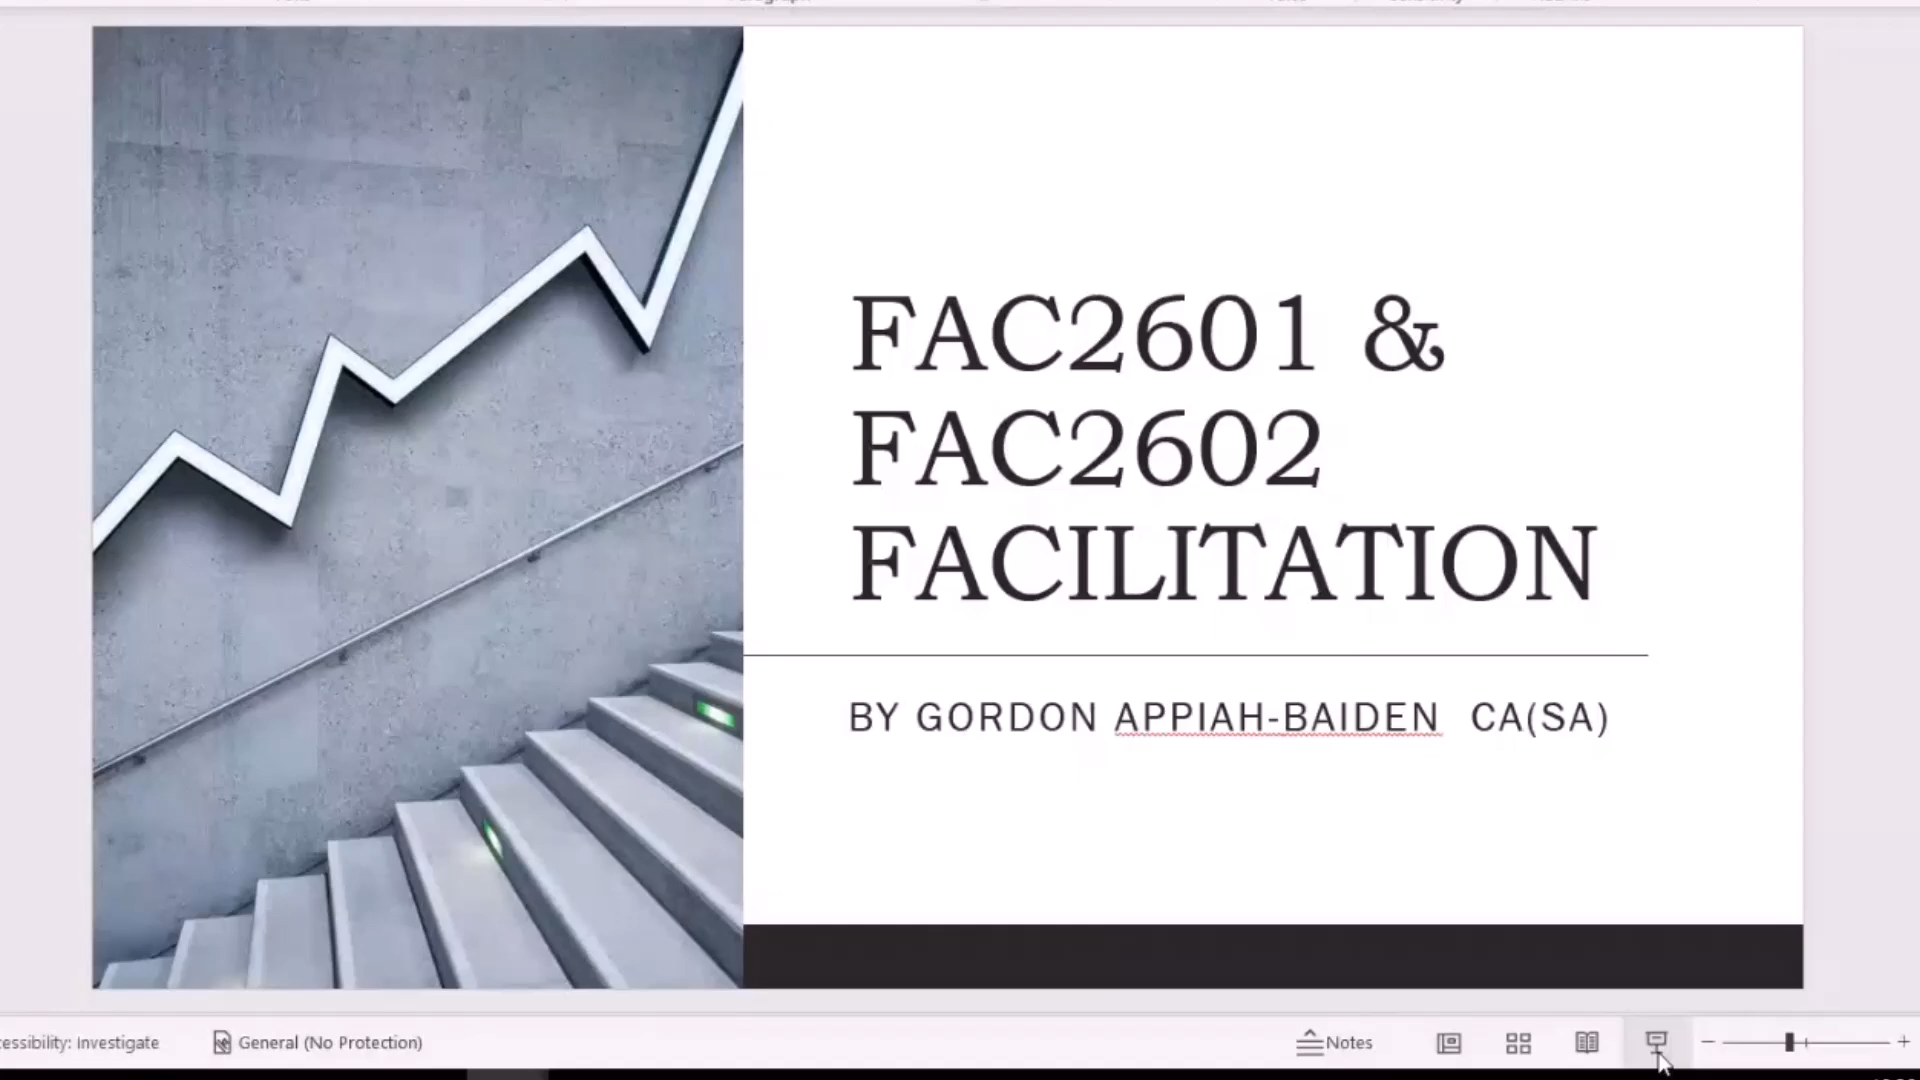 FAC2601 &
FAC2602
FACILITATION
BY GORDON APPIAH-BAIDEN CA(SA)
essibility: Investigate
General (No Protection)
Notes